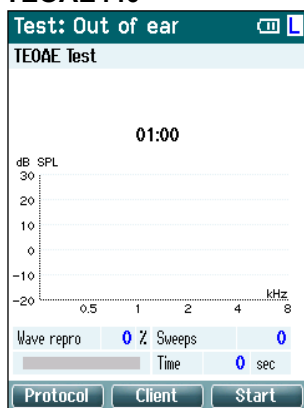 Test: Out of ear L
TEOAE Test
01:00
dB SPL
30
20
10
0
-10
-20
kHz
0.5 1 2 4 8
Wave repro 0 % Sweeps 0
Time 0 sec
Protocol Client Start